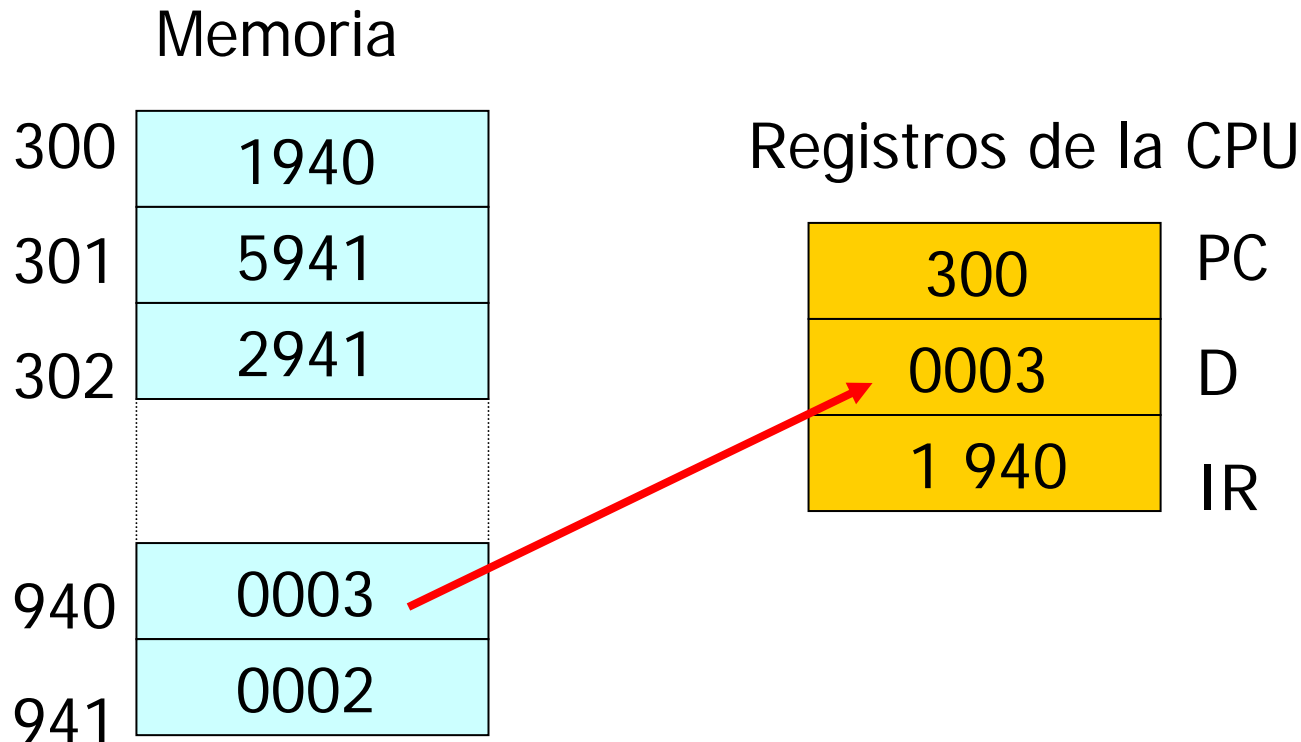 Memoria
300 1940
301 5941
302 2941
940 0003
941 0002
Registros de la CPU
300 PC
0003 D
1 940 IR